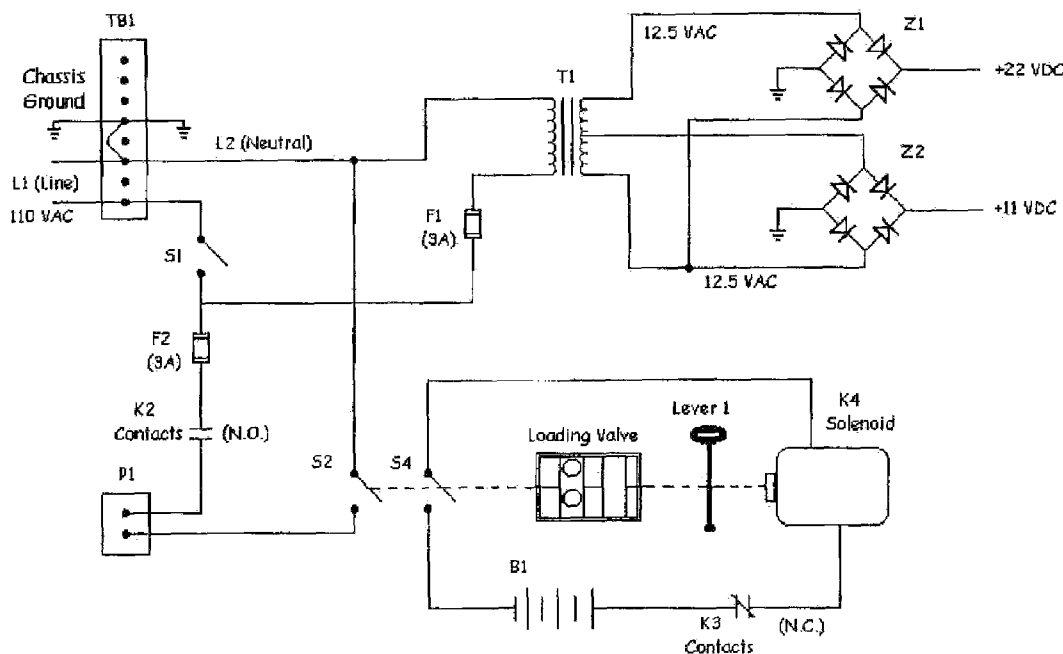 TB1
Chassis
Ground
L1 (Line)
110 VAC
L2 (Neutral)
S1
F2
(3A)
K2
Contacts
(N.O.)
P1
F1
(3A)
T1
12.5 VAC
12.5 VAC
Z1
+22 VDC
Z2
+11 VDC
S2
S4
Loading Valve
Lever 1
K4
Solenoid
B1
K3
Contacts
(N.C.)